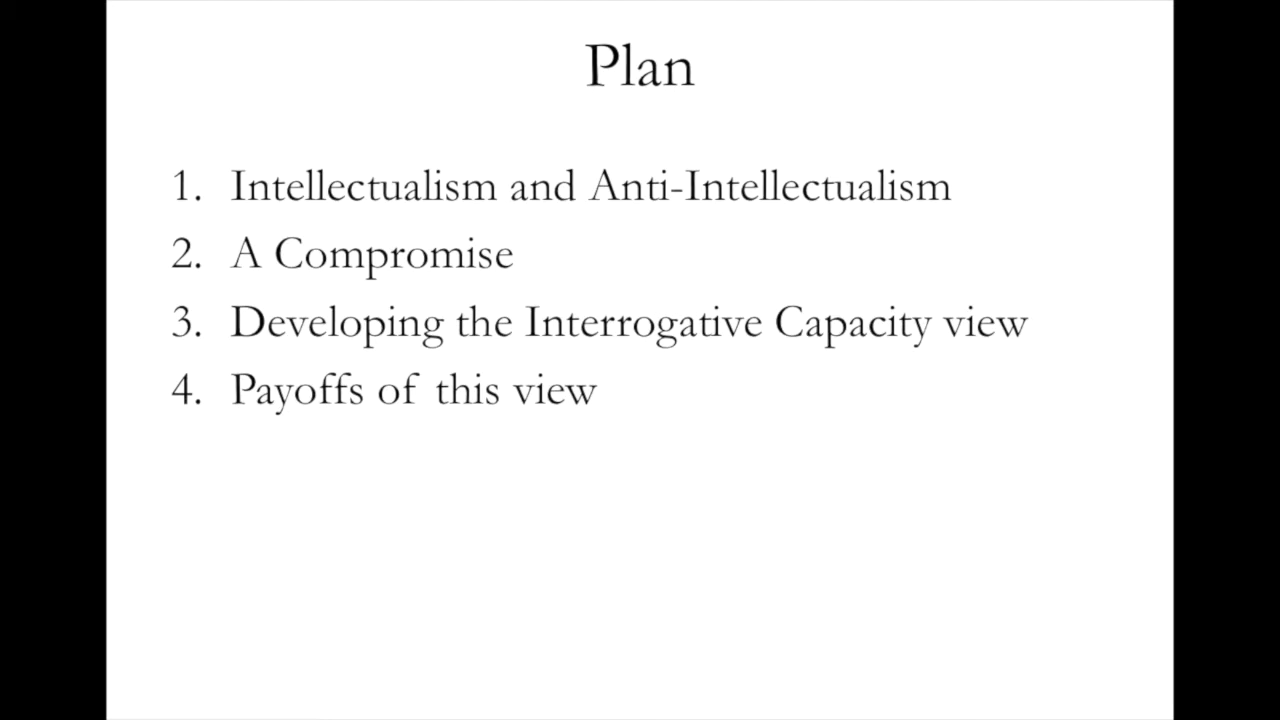 Plan
1. Intellectualism and Anti-Intellectualism
2. A Compromise
3. Developing the Interrogative Capacity view
4. Payoffs of this view